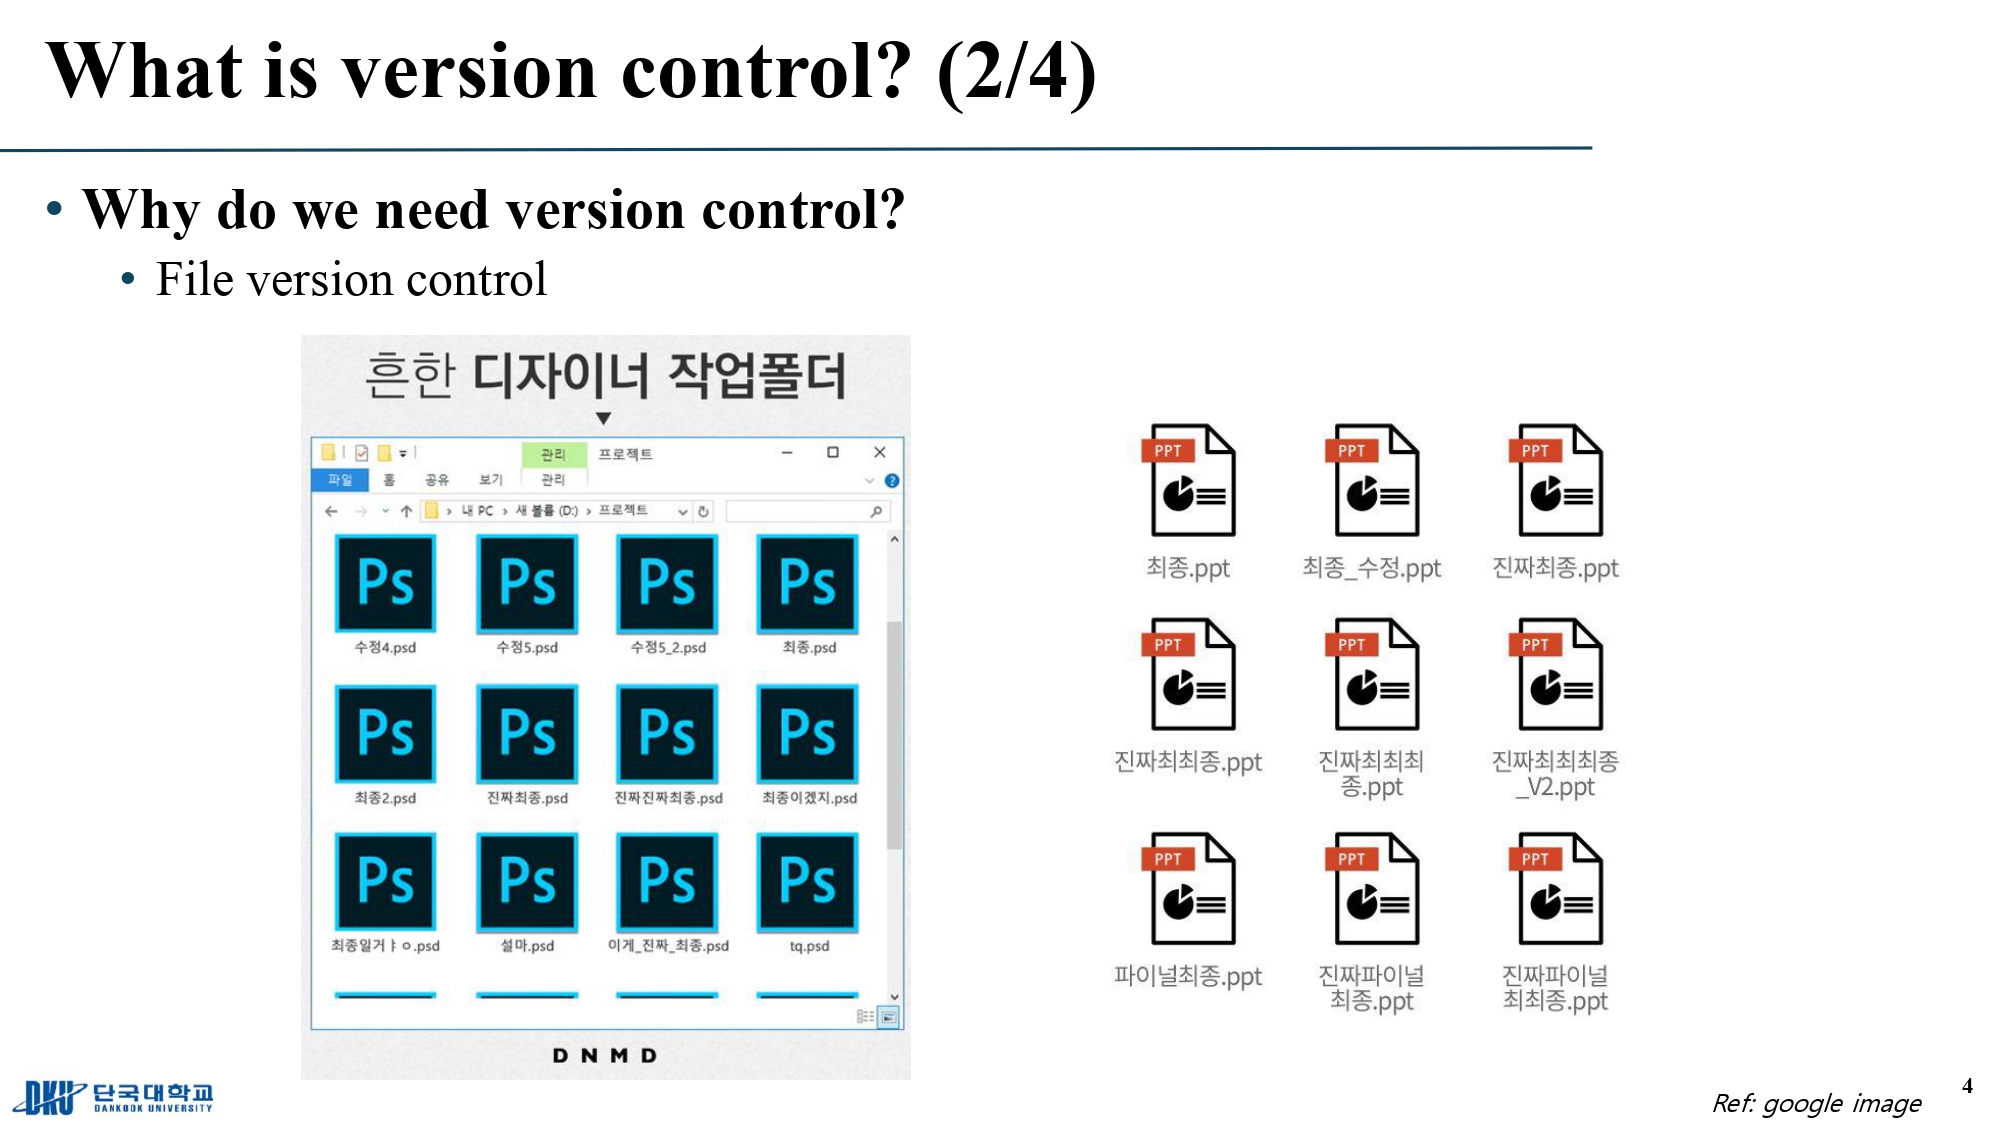 What is version control? (2/4)
• Why do we need version control?
• File version control
흔한 디자이너 작업폴더
▼
관리 프로젝트
파일 홈 공유 보기 관리
내 PC › 새 볼륨 (D:) › 프로젝트
Ps Ps Ps Ps
수정4.psd 수정5.psd 수정5_2.psd 최종.psd
Ps Ps Ps Ps
최종2.psd 진짜최종.psd 진짜진짜최종.psd 최종이겠지.psd
Ps Ps Ps Ps
최종일거ㅑㅇ.psd 설마.psd 이게_진짜_최종.psd tq.psd
DNMD
PPT PPT PPT
최종.ppt 최종_수정.ppt 진짜최종.ppt
PPT PPT PPT
진짜최최종.ppt 진짜최최최 진짜최최최종
종.ppt _V2.ppt
PPT PPT PPT
파이널최종.ppt 진짜파이널 진짜파이널
최종.ppt 최최종.ppt
DKU 단국대학교
DANKOOK UNIVERSITY
Ref: google image
4